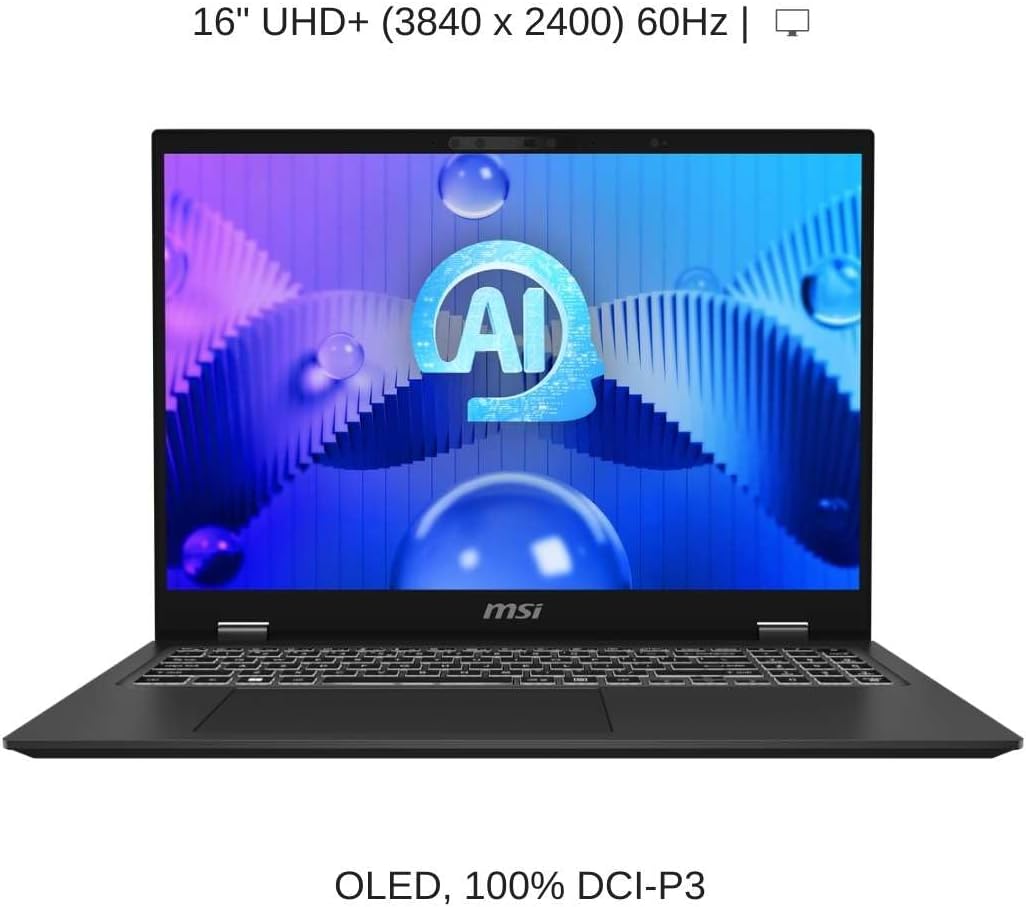 16" UHD+ (3840 x 2400) 60Hz |
AI
msi
OLED, 100% DCI-P3